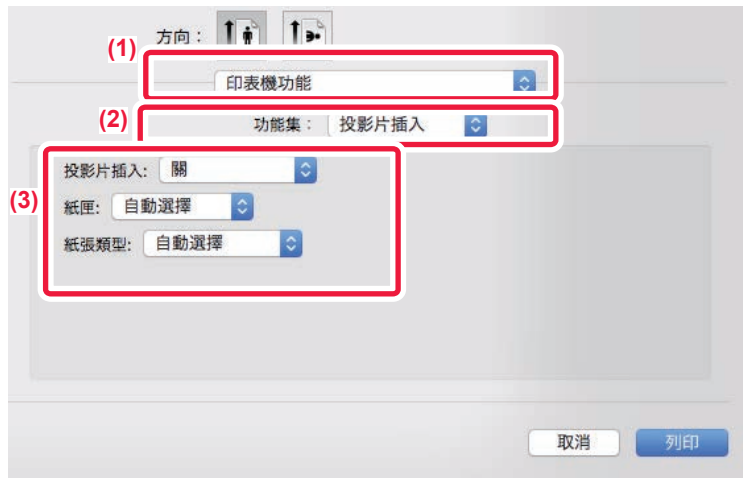 方向：
(1)
印表機功能
(2)
功能集： 投影片插入
(3)
投影片插入: 關
紙匣: 自動選擇
紙張類型: 自動選擇
取消 列印